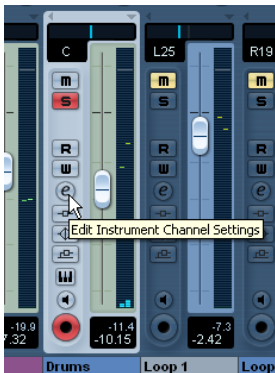 C L25 R19
m m m
S S S
R R R
W W W
e e
Edit Instrument Channel Settings
-19.9 -11.4 -7.3
7.32 -10.15 -2.42
Drums Loop 1 Loop